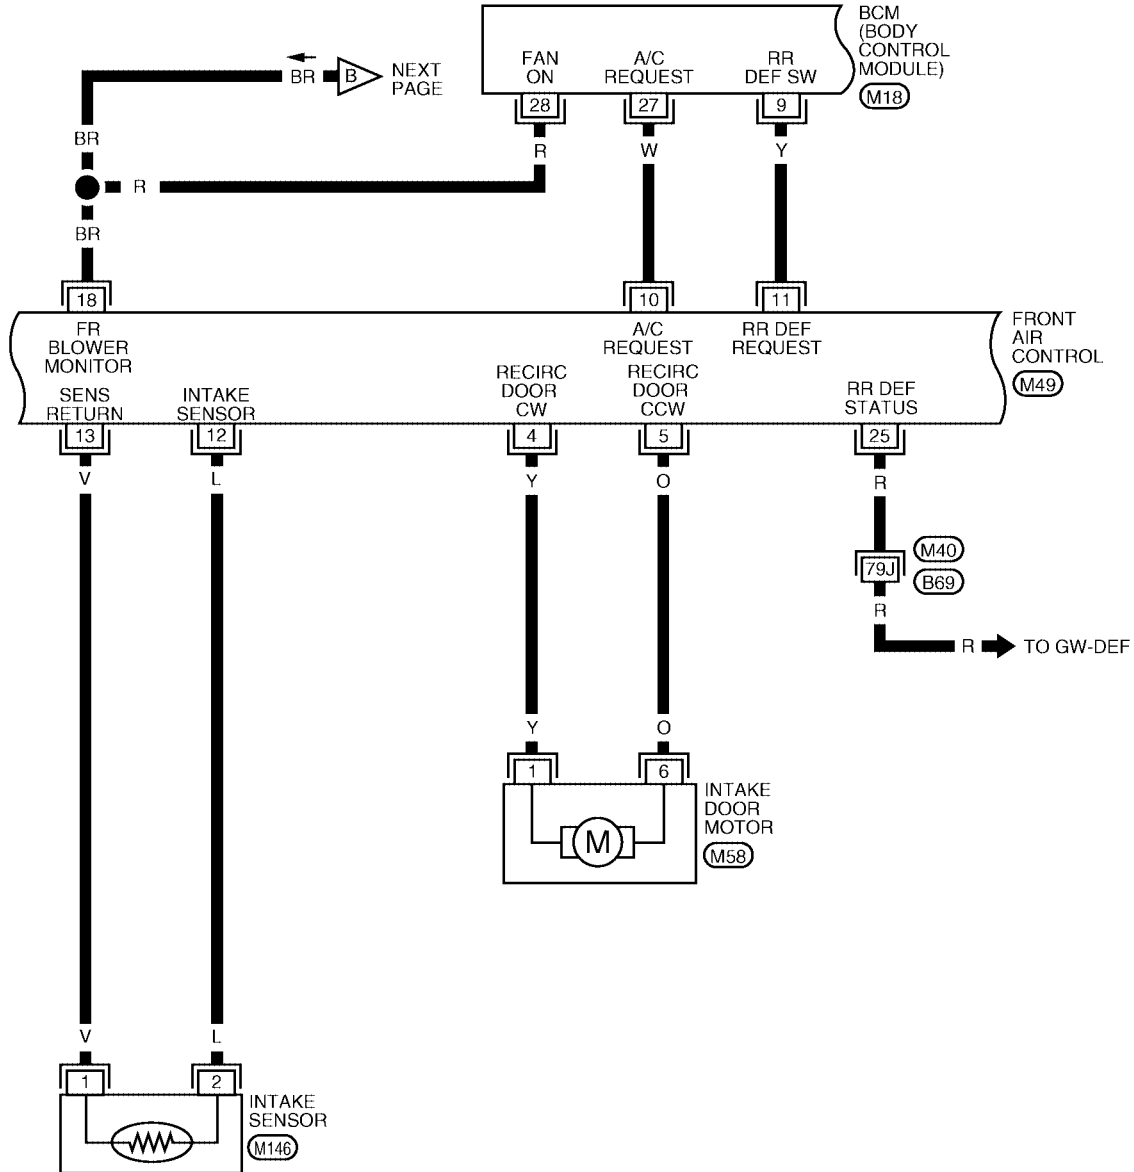 BCM
(BODY
CONTROL
MODULE)
M18
FAN
ON
A/C
REQUEST
RR
DEF SW
BR
B
NEXT
PAGE
28
27
9
BR
R
W
Y
R
BR
18
10
11
FR
BLOWER
MONITOR
A/C
REQUEST
RR DEF
REQUEST
FRONT
AIR
CONTROL
M49
SENS
RETURN
INTAKE
SENSOR
RECIRC
DOOR
CW
RECIRC
DOOR
CCW
RR DEF
STATUS
13
12
4
5
25
V
L
Y
O
R
79J
M40
B69
R
R
TO GW-DEF
Y
O
1
6
INTAKE
DOOR
MOTOR
M58
M
V
L
1
2
INTAKE
SENSOR
M146